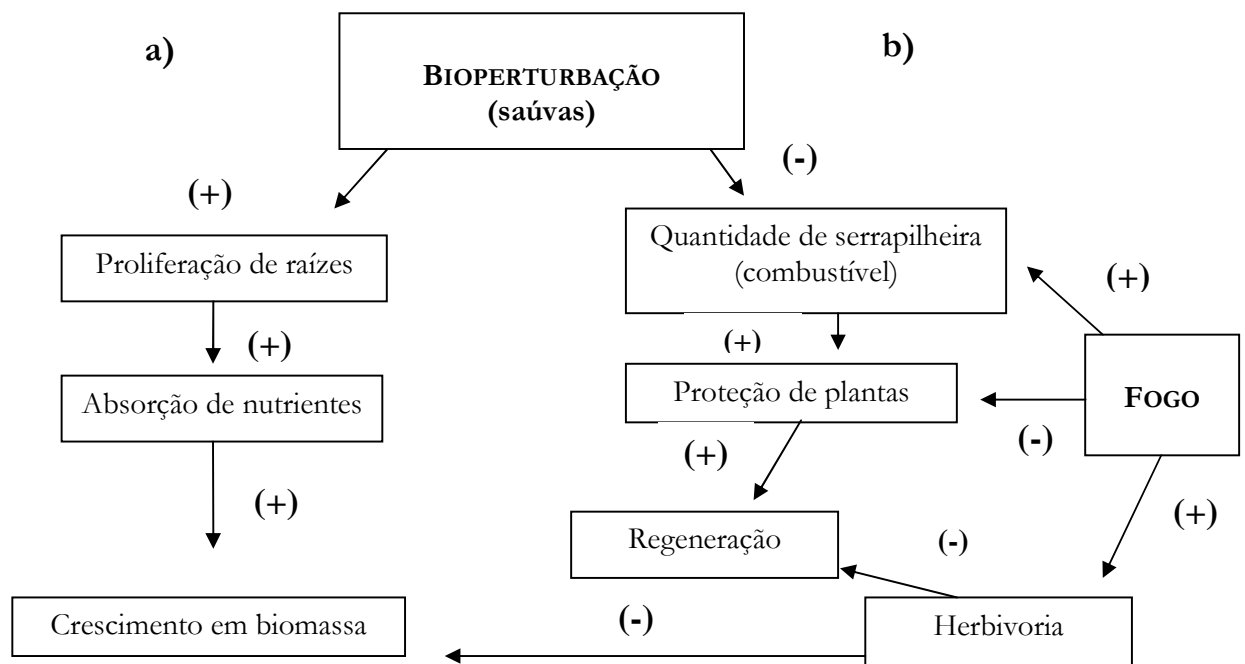 a)
b)
BIOPERTURBAÇÃO
(saúvas)
(+)
(-)
Proliferação de raízes
Quantidade de serrapilheira
(combustível)
(+)
(+)
(+)
Absorção de nutrientes
Proteção de plantas
FOGO
(-)
(+)
(+)
(+)
Regeneração
(-)
Crescimento em biomassa
(-)
Herbivoria